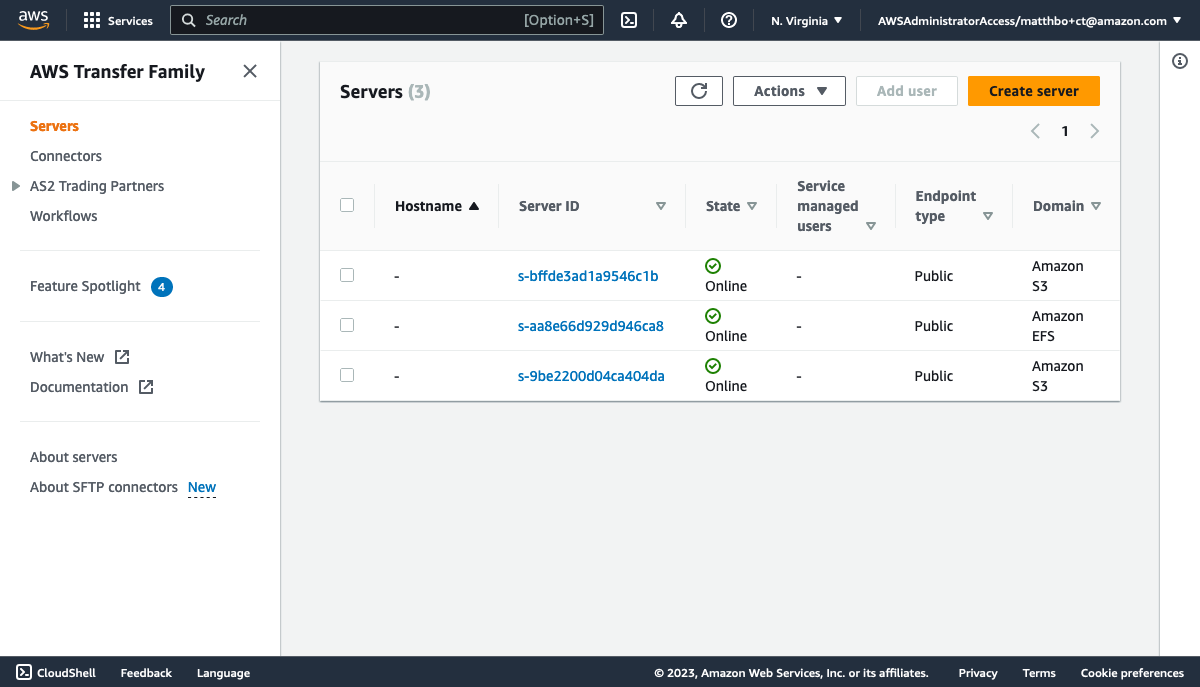 aws
Services
Search [Option+S]
N. Virginia
AWSAdministratorAccess/matthbo+ct@amazon.com
AWS Transfer Family
Servers
Connectors
AS2 Trading Partners
Workflows
Feature Spotlight 4
What's New
Documentation
About servers
About SFTP connectors New
Servers (3)
Actions
Add user
Create server
1
Hostname
Server ID
State
Service
managed
users
Endpoint
type
Domain
- s-bffde3ad1a9546c1b Online - Public Amazon
S3
- s-aa8e66d929d946ca8 Online - Public Amazon
EFS
- s-9be2200d04ca404da Online - Public Amazon
S3
CloudShell Feedback Language © 2023, Amazon Web Services, Inc. or its affiliates. Privacy Terms Cookie preferences